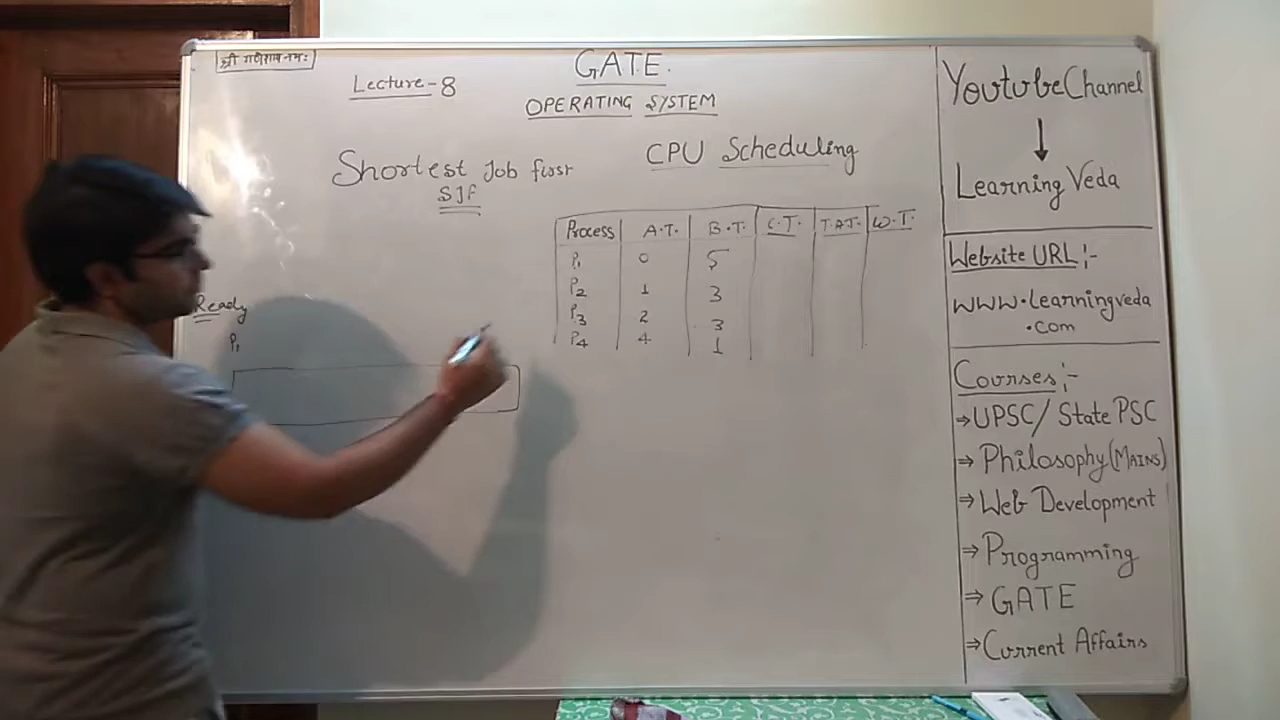 श्री गणेशाय नमः
Lecture-8
GATE.
OPERATING SYSTEM
Shortest Job first
SJF
CPU Scheduling
Process A.T. B.T. C.T. T.A.T. W.T.
P1 0 5
P2 1 3
P3 2 3
P4 4 1
Ready
P1
Youtube Channel
↓
Learning Veda
Website URL :-
www.learningveda
.com
Courses :-
⇒ UPSC/ State PSC
⇒ Philosophy (MAINS)
⇒ Web Development
⇒ Programming
⇒ GATE
⇒ Current Affairs